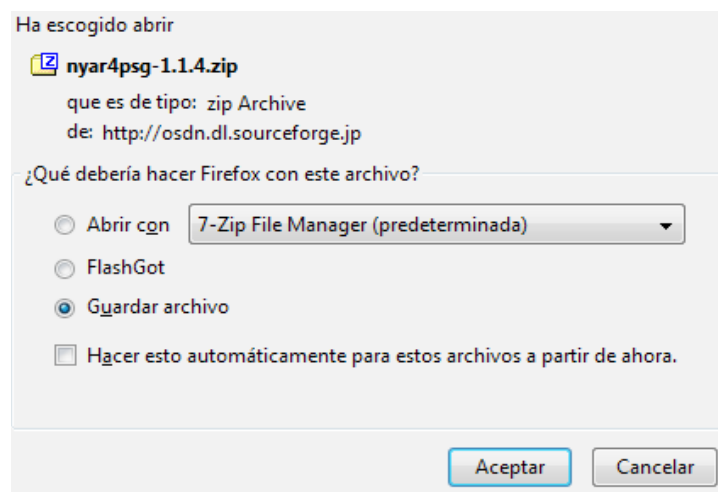 Ha escogido abrir
nyar4psg-1.1.4.zip
que es de tipo: zip Archive
de: http://osdn.dl.sourceforge.jp
¿Qué debería hacer Firefox con este archivo?
Abrir con 7-Zip File Manager (predeterminada)
FlashGot
Guardar archivo
Hacer esto automáticamente para estos archivos a partir de ahora.
Aceptar Cancelar